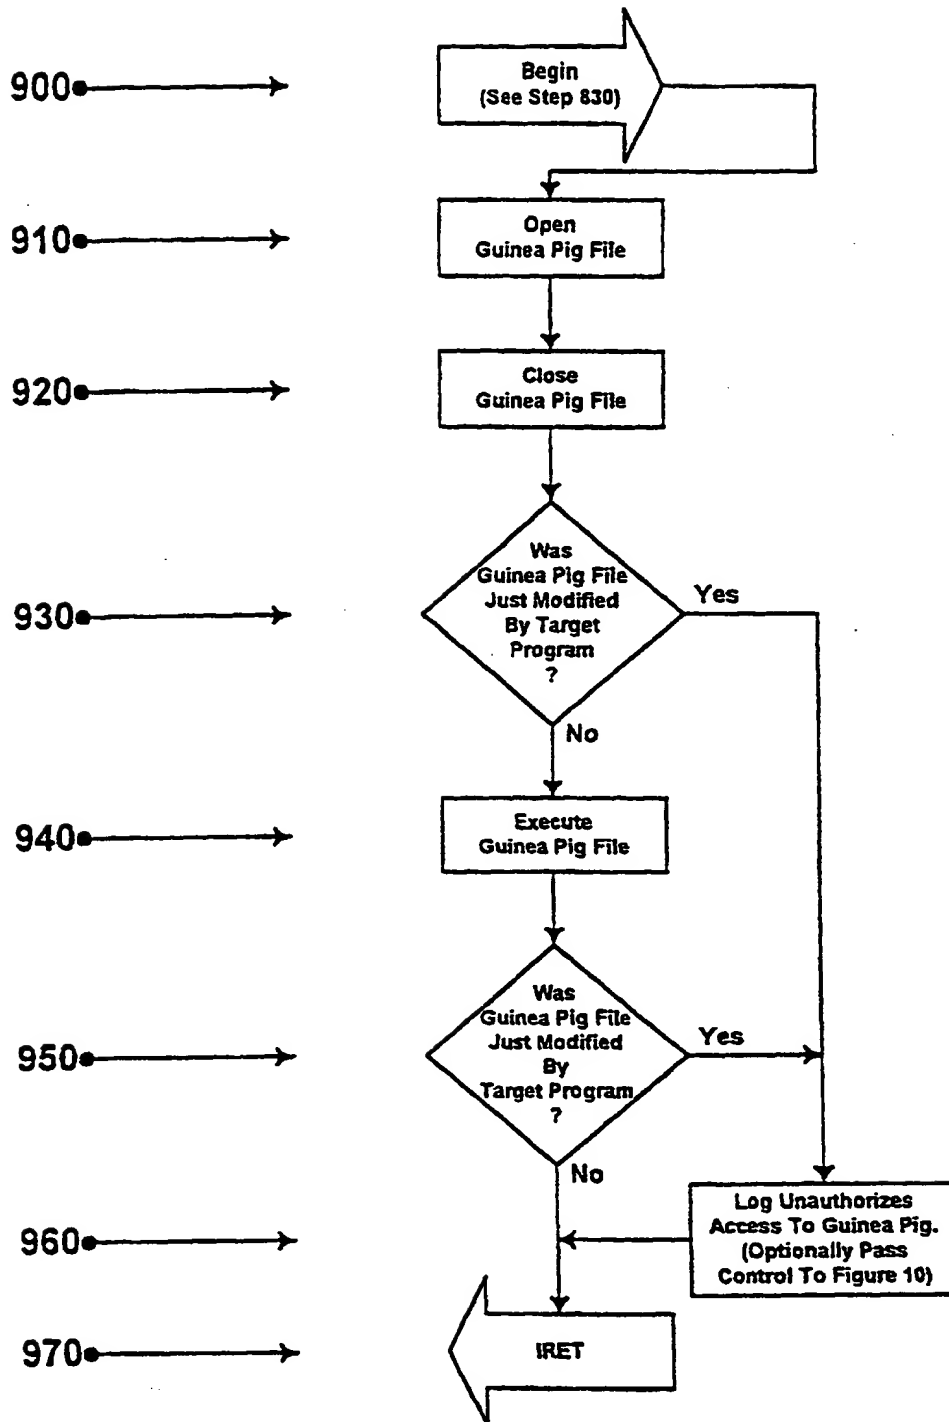 900
Begin
(See Step 830)
910
Open
Guinea Pig File
920
Close
Guinea Pig File
930
Was
Guinea Pig File
Just Modified
By Target
Program
?
Yes
No
940
Execute
Guinea Pig File
950
Was
Guinea Pig File
Just Modified
By
Target Program
?
Yes
No
960
Log Unauthorizes
Access To Guinea Pig.
(Optionally Pass
Control To Figure 10)
970
IRET